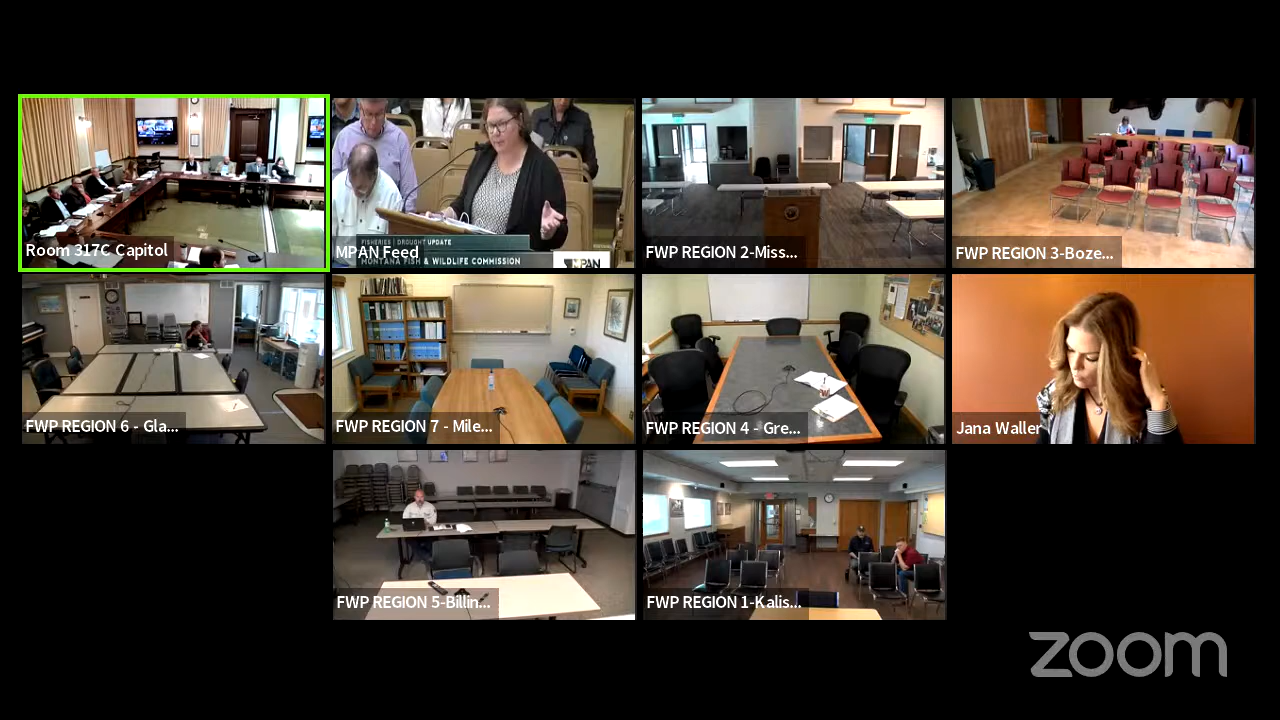 Room 317C Capitol
FISHERIES | DROUGHT UPDATE
MPAN Feed
MONTANA FISH & WILDLIFE COMMISSION
MPAN
FWP REGION 2-Miss...
FWP REGION 3-Boze...
FWP REGION 6 - Gla...
FWP REGION 7 - Mile...
FWP REGION 4 - Gre...
Jana Waller
FWP REGION 5-Billin...
FWP REGION 1-Kalis...
zoom